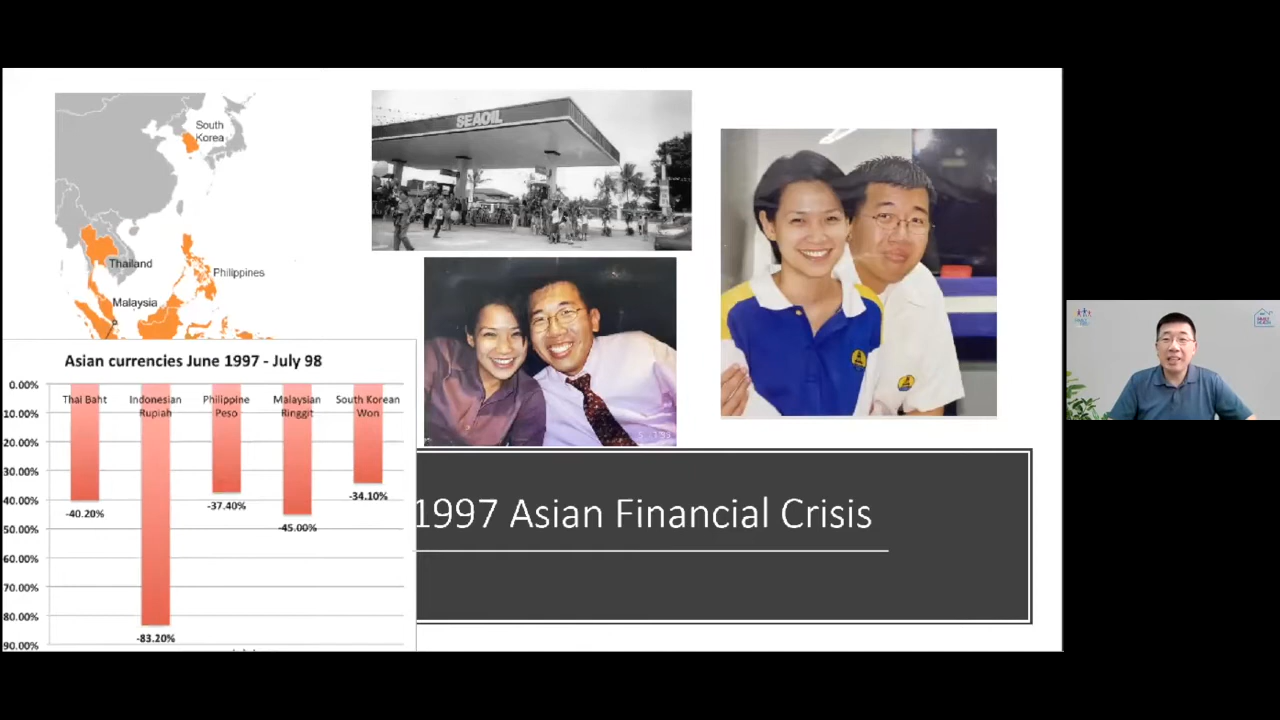 South
Korea
Thailand
Philippines
Malaysia
SEAOIL
Asian currencies June 1997 - July 98
0.00%
10.00%
20.00%
30.00%
40.00%
50.00%
60.00%
70.00%
80.00%
90.00%
Thai Baht
Indonesian
Rupiah
Philippine
Peso
Malaysian
Ringgit
South Korean
Won
-40.20%
-83.20%
-37.40%
-45.00%
-34.10%
1997 Asian Financial Crisis